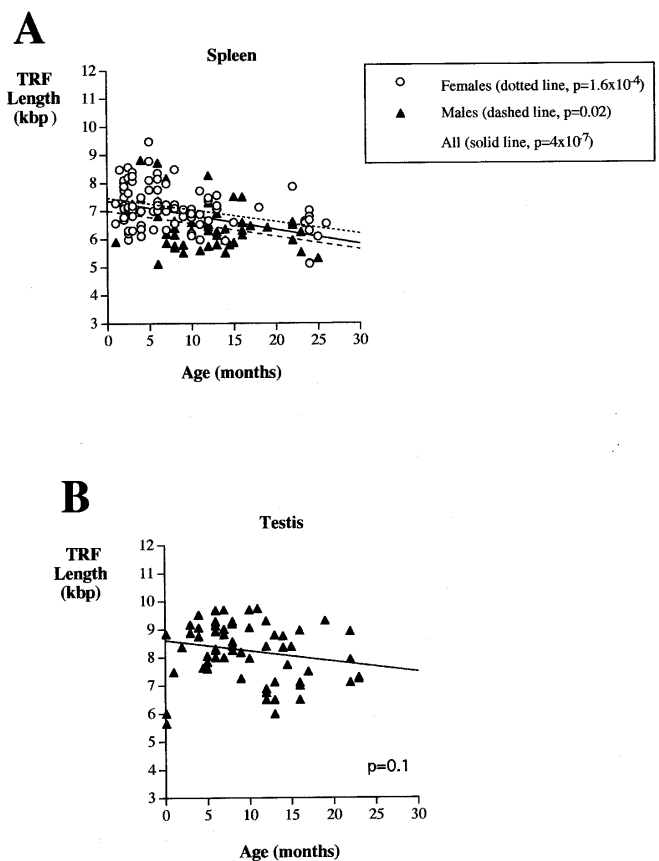 A
Spleen
TRF
Length
(kbp )
12
11
10
9
8
7
6
5
4
3
0 5 10 15 20 25 30
Age (months)
Females (dotted line, p=1.6x10-4)
Males (dashed line, p=0.02)
All (solid line, p=4x10-7)
B
Testis
TRF
Length
(kbp)
12
11
10
9
8
7
6
5
4
3
p=0.1
0 5 10 15 20 25 30
Age (months)